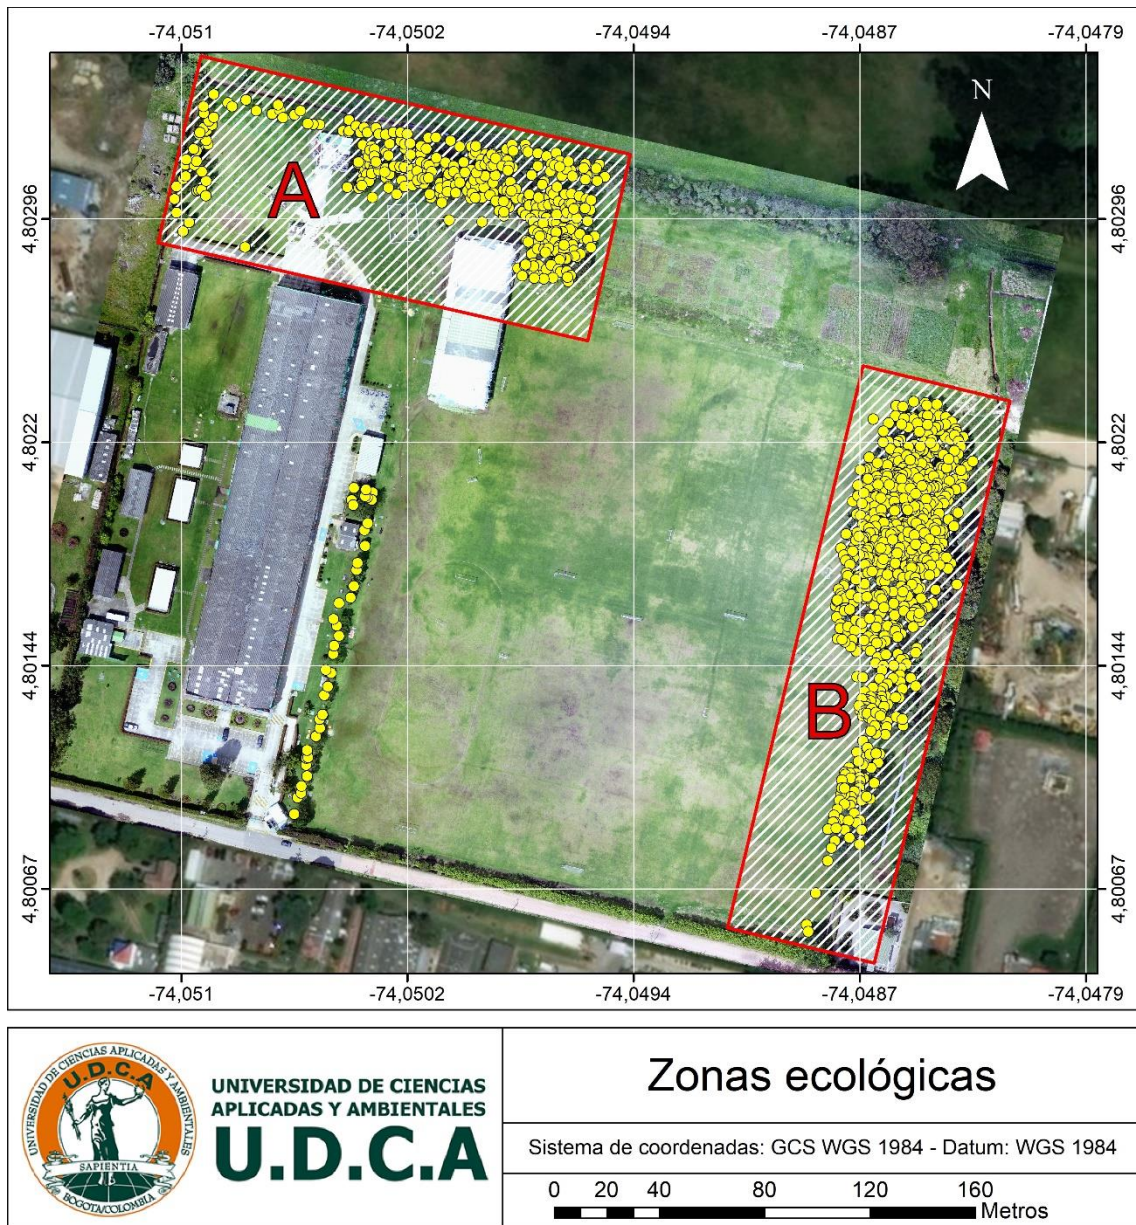 -74,051 -74,0502 -74,0494 -74,0487 -74,0479
N
A
4,80296 4,80296
4,8022 4,8022
4,80144 4,80144
B
4,80067 4,80067
-74,051 -74,0502 -74,0494 -74,0487 -74,0479
UNIVERSIDAD DE CIENCIAS APLICADAS Y AMBIENTALES
U.D.C.A
SAPIENTIA
BOGOTA/COLOMBIA
UNIVERSIDAD DE CIENCIAS
APLICADAS Y AMBIENTALES
U.D.C.A
Zonas ecológicas
Sistema de coordenadas: GCS WGS 1984 - Datum: WGS 1984
0 20 40 80 120 160
Metros